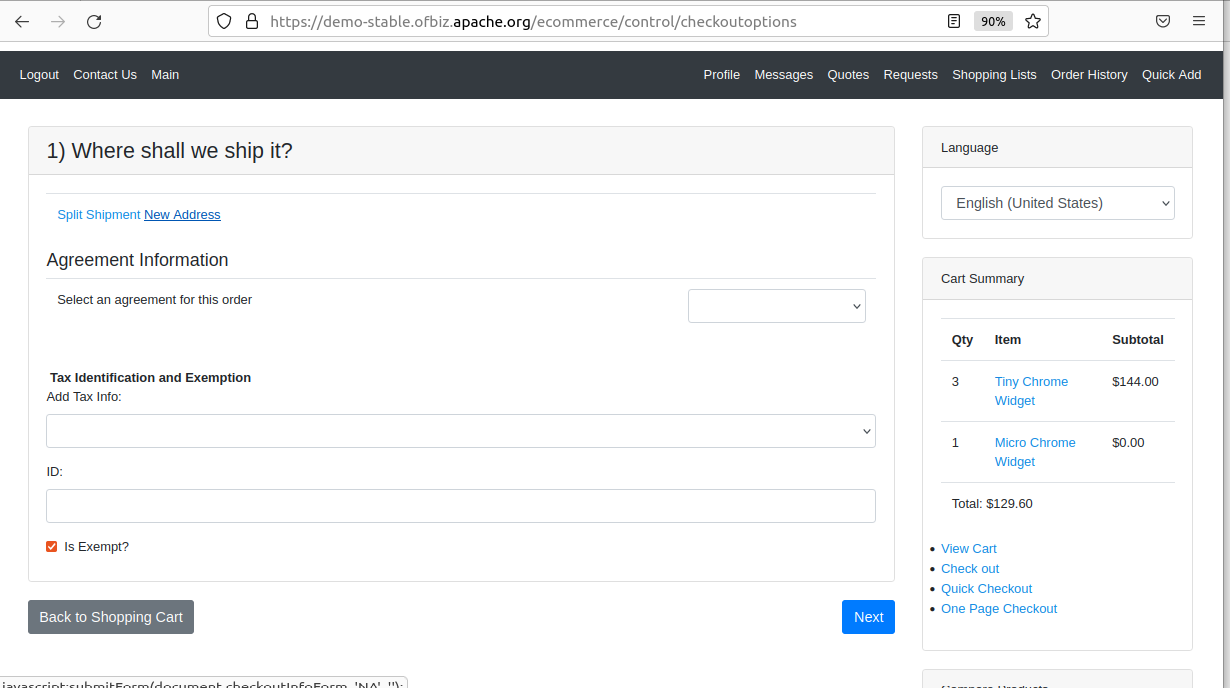 https://demo-stable.ofbiz.apache.org/ecommerce/control/checkoutoptions 90%
Logout Contact Us Main Profile Messages Quotes Requests Shopping Lists Order History Quick Add
1) Where shall we ship it?
Split Shipment New Address
Agreement Information
Select an agreement for this order
Tax Identification and Exemption
Add Tax Info:
ID:
Is Exempt?
Back to Shopping Cart Next
Language
English (United States)
Cart Summary
Qty Item Subtotal
3 Tiny Chrome Widget $144.00
1 Micro Chrome Widget $0.00
Total: $129.60
View Cart
Check out
Quick Checkout
One Page Checkout
Compare Products
javascript:submitForm(document.checkoutInfoForm, 'NA', '');